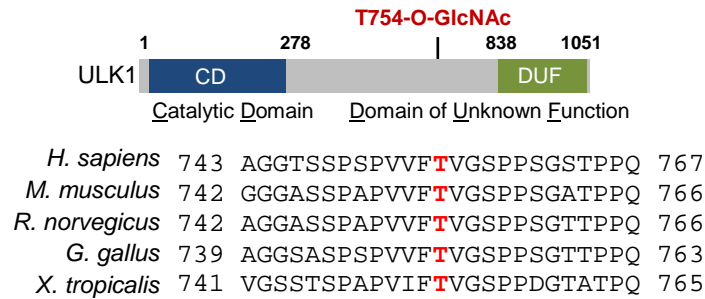 T754-O-GlcNAc
1 278 838 1051
ULK1 CD DUF
Catalytic Domain Domain of Unknown Function
H. sapiens 743 AGGTSSPSPVVFTVGSPPSGSTPPQ 767
M. musculus 742 GGGASSPAPVVFTVGSPPSGATPPQ 766
R. norvegicus 742 AGGASSPAPVVFTVGSPPSGTTPPQ 766
G. gallus 739 AGGSASPSPVVFTVGSPPSGTTPPQ 763
X. tropicalis 741 VGSSTSPAPVIFTVGSPPDGTATPQ 765